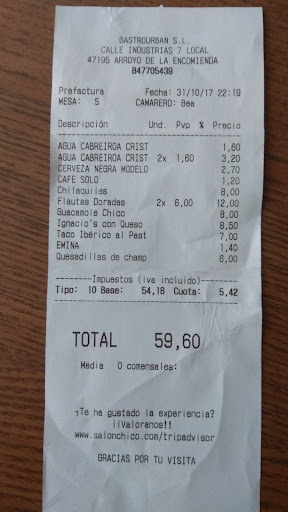 GASTROURBAN S.L.
CALLE INDUSTRIAS 7 LOCAL
47195 ARROYO DE LA ENCOMIENDA
B47705439
Prefactura Fecha: 31/10/17 22:19
MESA: 5 CAMARERO: Bea
Descripción Und. Pvp % Precio
AGUA CABREIROA CRIST 1,60
AGUA CABREIROA CRIST 2x 1,60 3,20
CERVEZA NEGRA MODELO 2,70
CAFE SOLO 1,20
Chilaquiles 8,00
Flautas Doradas 2x 6,00 12,00
Guacamole Chico 8,00
Ignacio's con Queso 8,50
Taco Ibérico al Past 7,00
EMINA 1,40
Quesadillas de champ 6,00
--------Impuestos (iva incluido)--------
Tipo: 10 Base: 54,18 Cuota: 5,42
TOTAL 59,60
Media 0 comensales:
¡Te ha gustado la experiencia?
¡¡Valoranos!!
www.salonchico.com/tripadvisor
GRACIAS POR TU VISITA